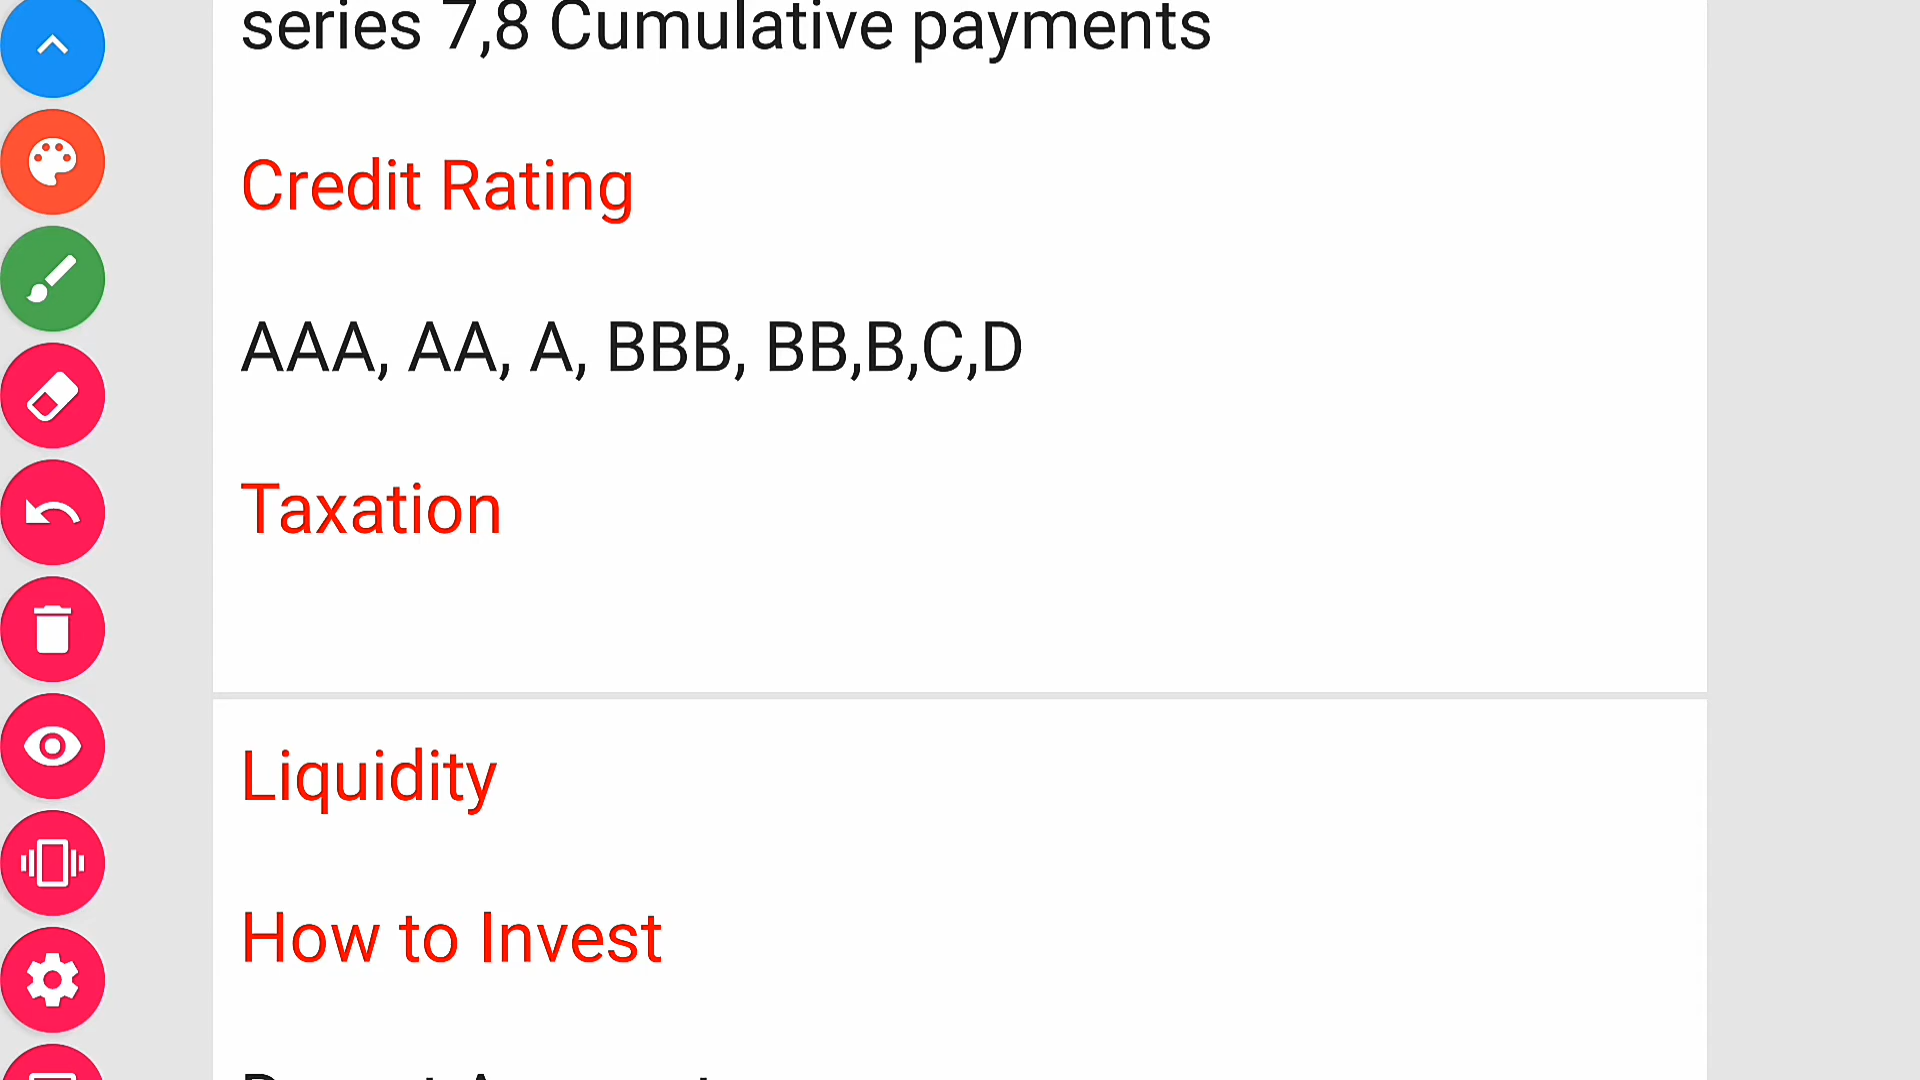 series 7,8 Cumulative payments
Credit Rating
AAA, AA, A, BBB, BB,B,C,D
Taxation
Liquidity
How to Invest